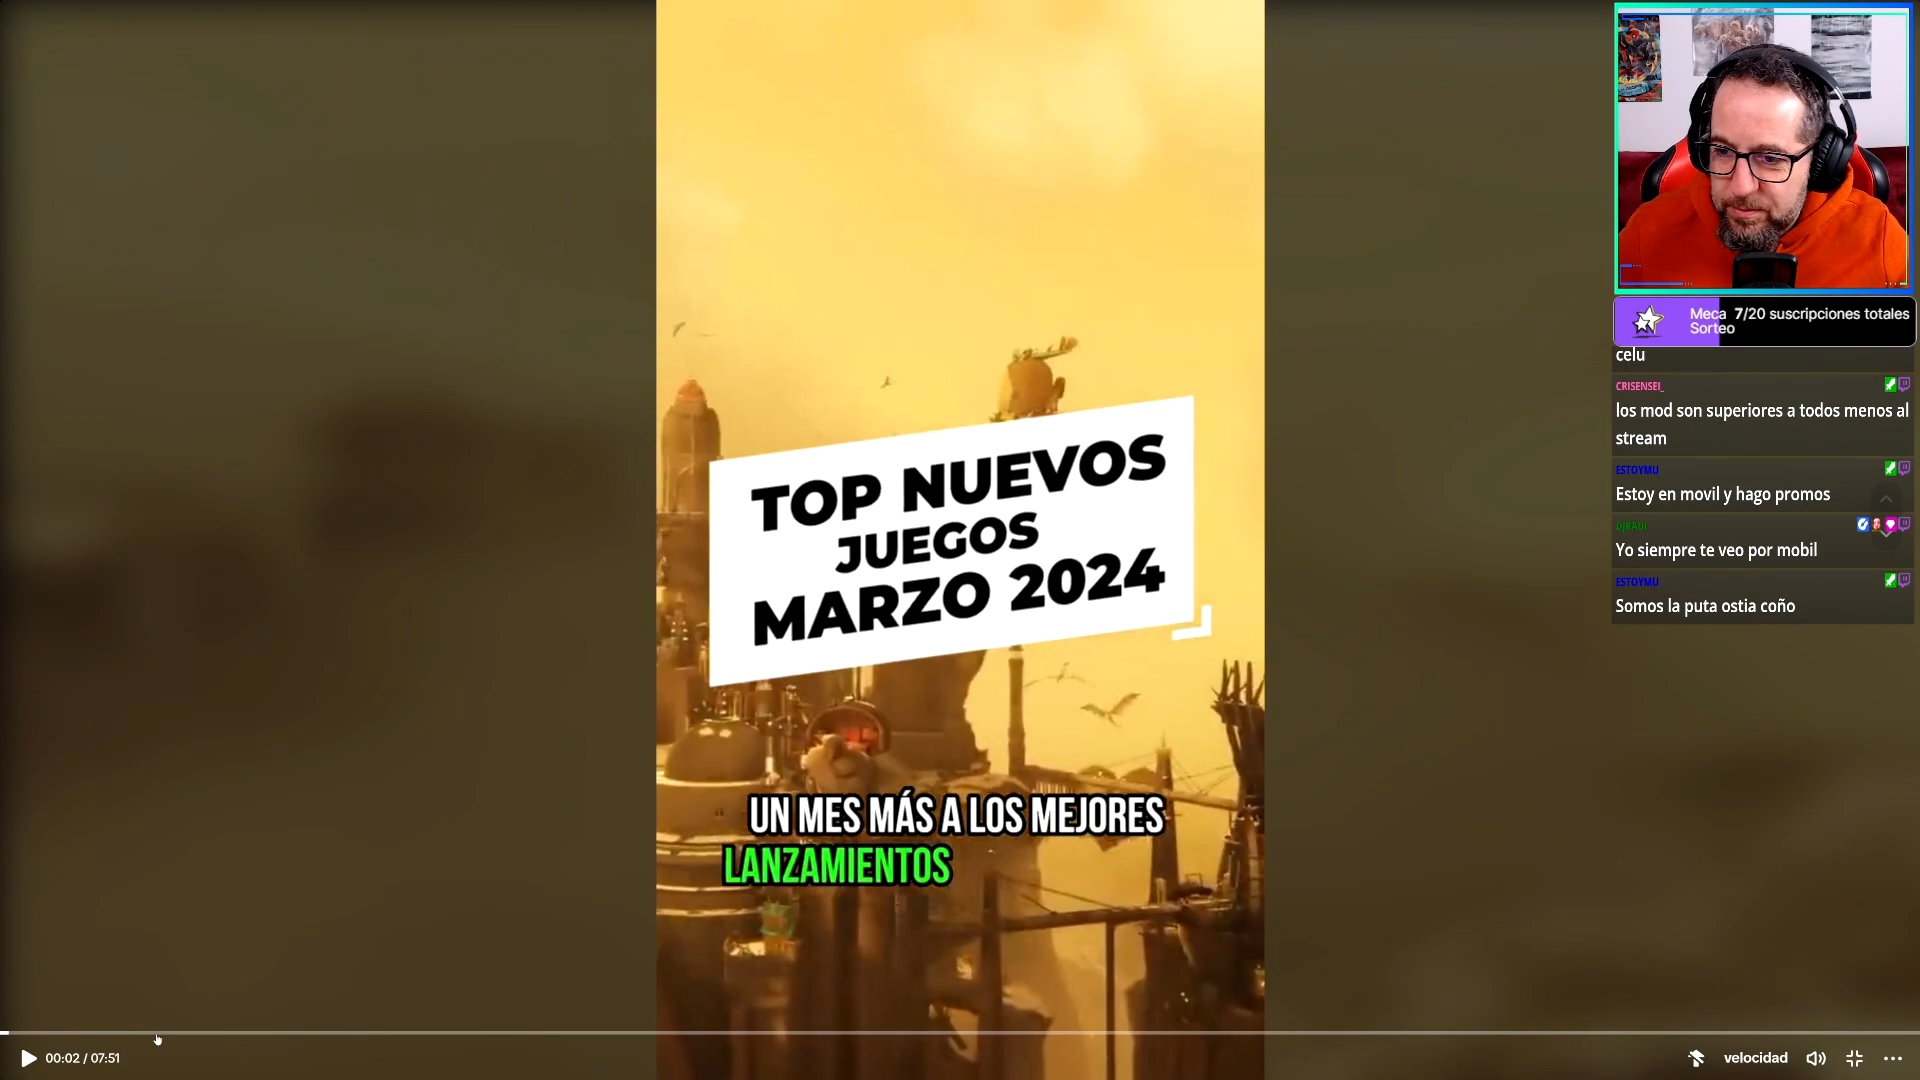 TOP NUEVOS
JUEGOS
MARZO 2024
UN MES MÁS A LOS MEJORES
LANZAMIENTOS
Meca 7/20 suscripciones totales
Sorteo
celu
CRISENSEI_
los mod son superiores a todos menos al
stream
ESTOYMU
Estoy en movil y hago promos
DJRADI
Yo siempre te veo por mobil
ESTOYMU
Somos la puta ostia coño
00:02 / 07:51
velocidad